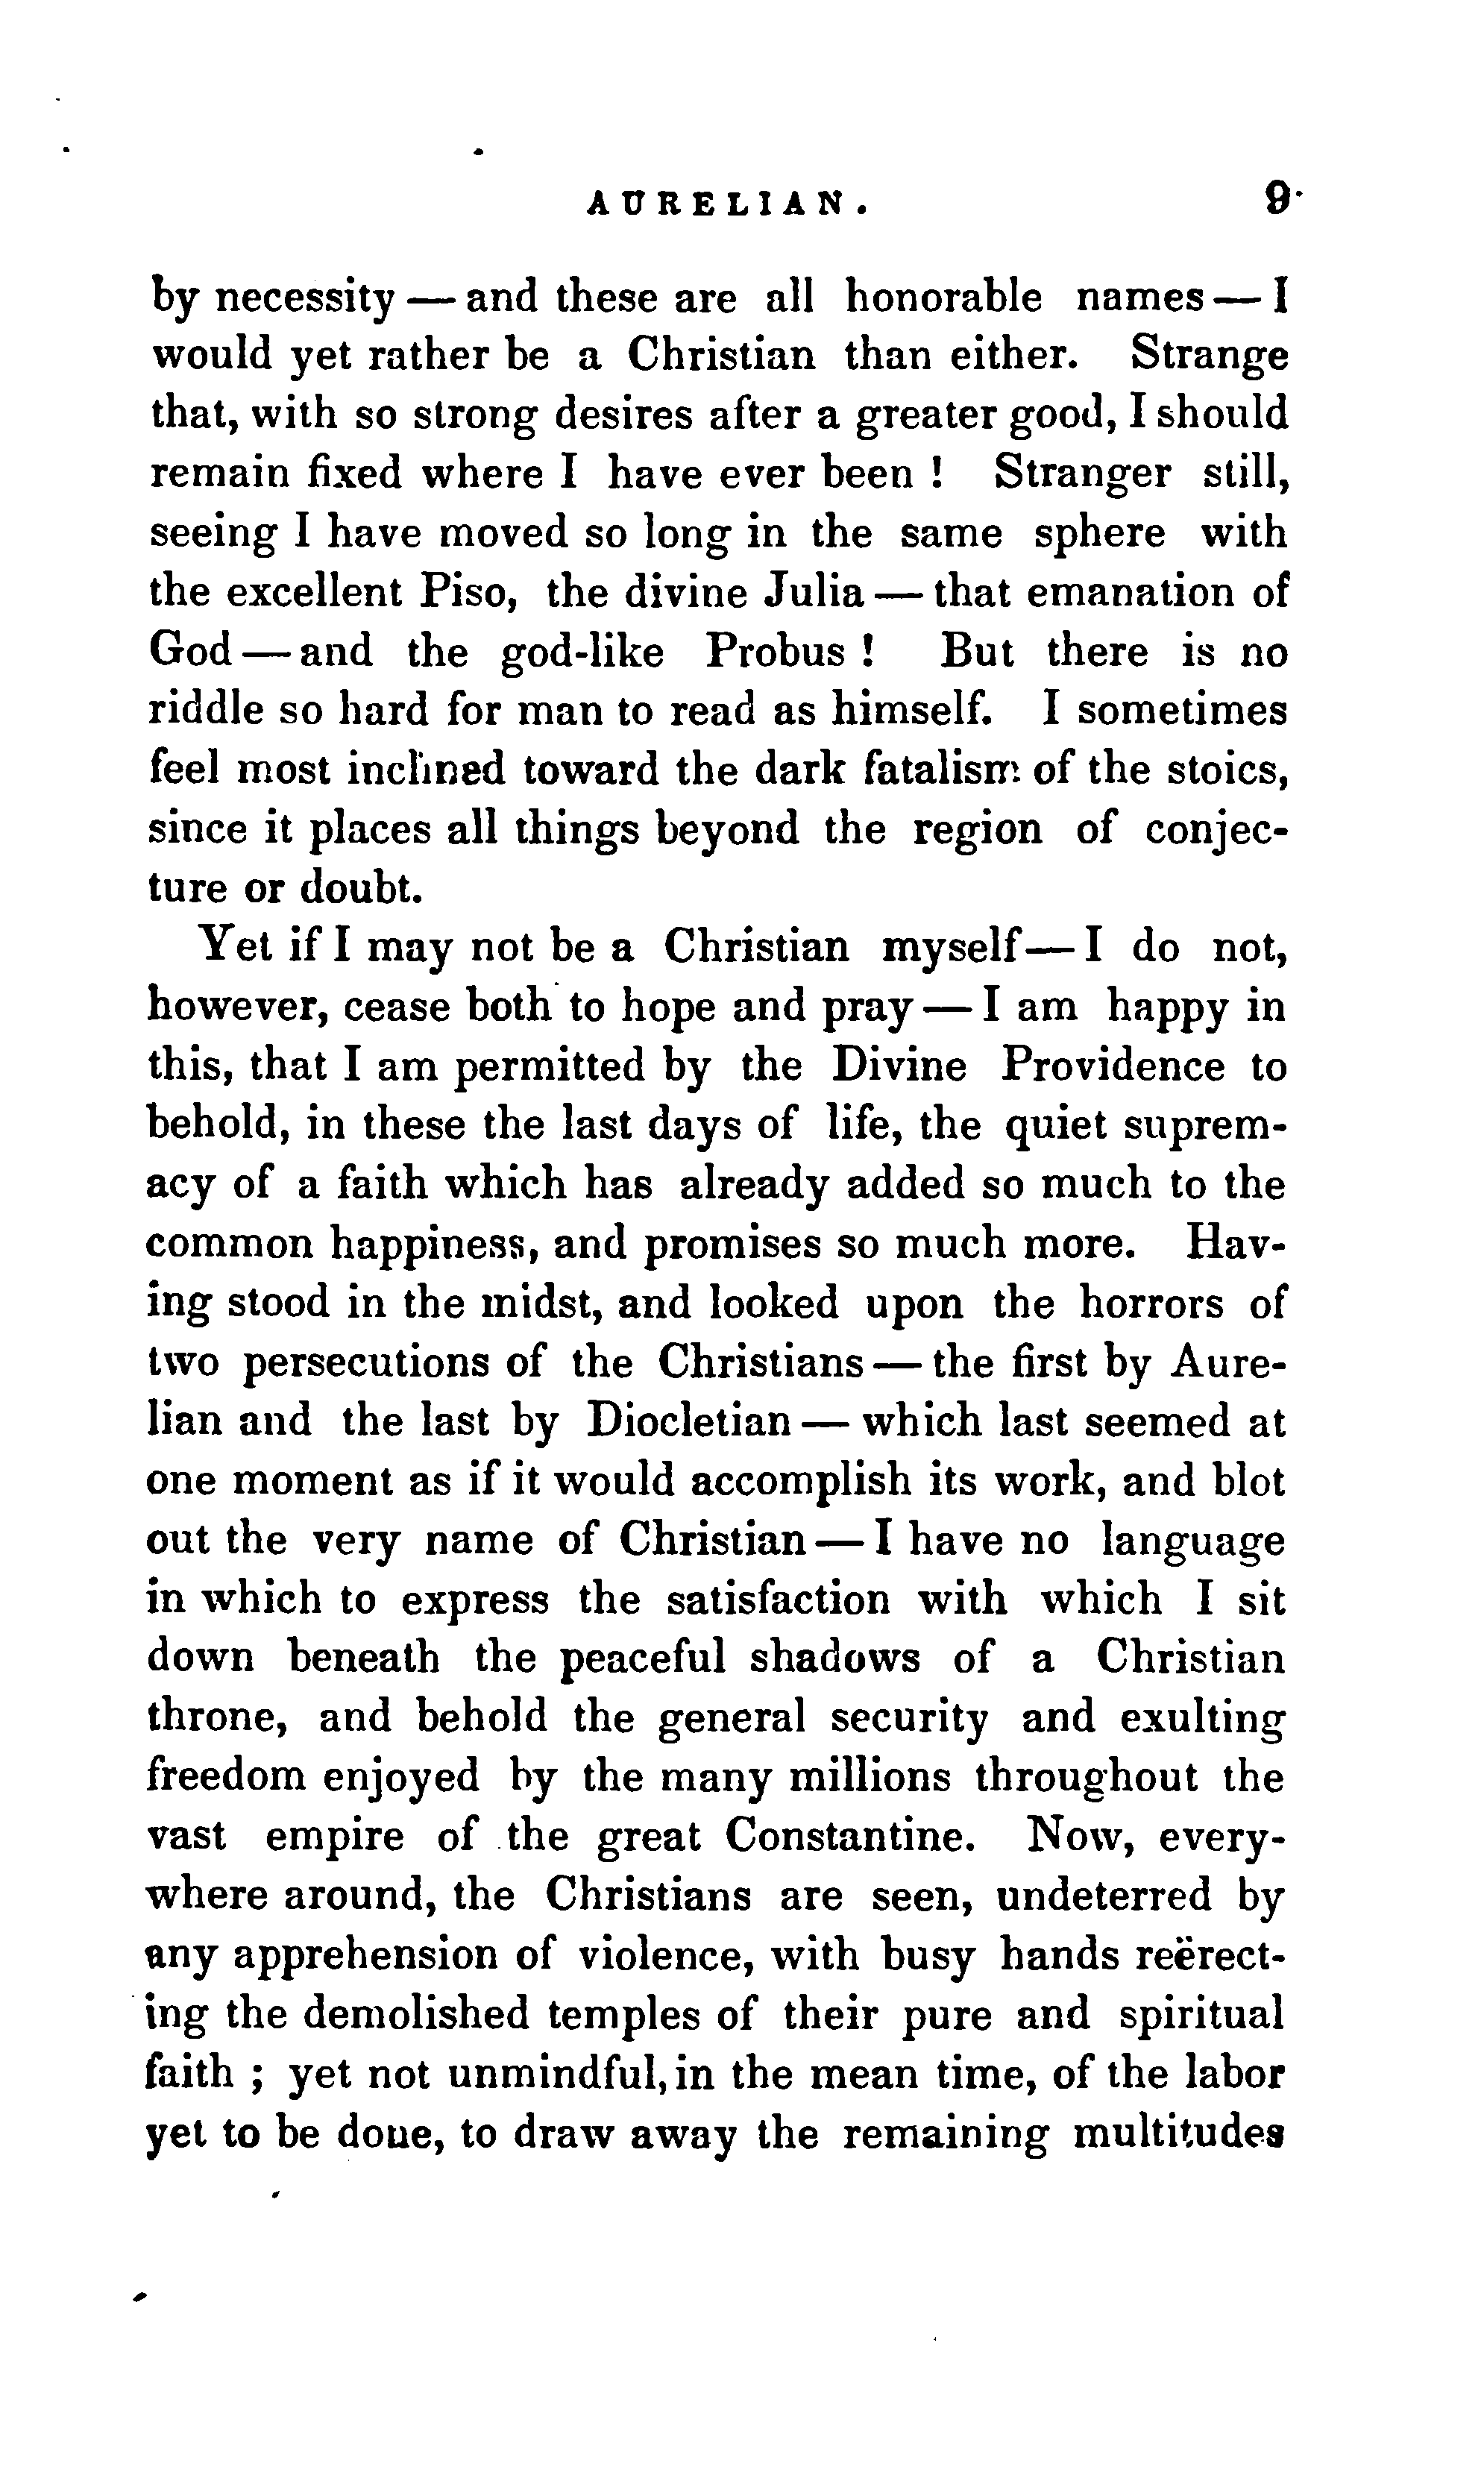 AURELIAN. 9
by necessity — and these are all honorable names — I
would yet rather be a Christian than either. Strange
that, with so strong desires after a greater good, I should
remain fixed where I have ever been ! Stranger still,
seeing I have moved so long in the same sphere with
the excellent Piso, the divine Julia — that emanation of
God — and the god-like Probus ! But there is no
riddle so hard for man to read as himself. I sometimes
feel most inclined toward the dark fatalism of the stoics,
since it places all things beyond the region of conjec-
ture or doubt.
Yet if I may not be a Christian myself — I do not,
however, cease both to hope and pray — I am happy in
this, that I am permitted by the Divine Providence to
behold, in these the last days of life, the quiet suprem-
acy of a faith which has already added so much to the
common happiness, and promises so much more. Hav-
ing stood in the midst, and looked upon the horrors of
two persecutions of the Christians — the first by Aure-
lian and the last by Diocletian — which last seemed at
one moment as if it would accomplish its work, and blot
out the very name of Christian — I have no language
in which to express the satisfaction with which I sit
down beneath the peaceful shadows of a Christian
throne, and behold the general security and exulting
freedom enjoyed by the many millions throughout the
vast empire of the great Constantine. Now, every-
where around, the Christians are seen, undeterred by
any apprehension of violence, with busy hands reërect-
ing the demolished temples of their pure and spiritual
faith ; yet not unmindful, in the mean time, of the labor
yet to be done, to draw away the remaining multitudes